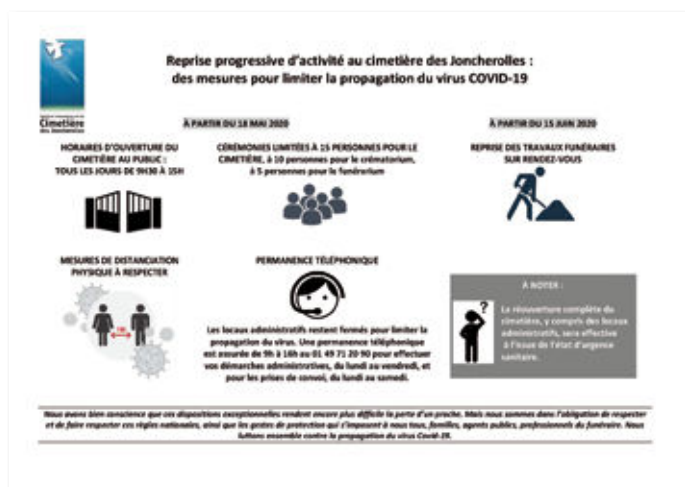 Reprise progressive d'activité au cimetière des Joncherolles :
des mesures pour limiter la propagation du virus COVID-19
Cimetière
des Joncherolles
À PARTIR DU 18 MAI 2020
À PARTIR DU 15 JUIN 2020
HORAIRES D'OUVERTURE DU
CIMETIÈRE AU PUBLIC :
TOUS LES JOURS DE 9H30 À 15H
CÉRÉMONIES LIMITÉES À 15 PERSONNES POUR LE
CIMETIÈRE, à 10 personnes pour le crématorium,
à 5 personnes pour le funérarium
REPRISE DES TRAVAUX FUNÉRAIRES
SUR RENDEZ-VOUS
MESURES DE DISTANCIATION
PHYSIQUE À RESPECTER
PERMANENCE TÉLÉPHONIQUE
Les locaux administratifs restent fermés pour limiter la
propagation du virus. Une permanence téléphonique
est assurée de 9h à 16h au 01 49 71 20 90 pour effectuer
vos démarches administratives, du lundi au vendredi, et
pour les prises de convoi, du lundi au samedi.
À NOTER :
?
La réouverture complète du
cimetière, y compris des locaux
administratifs, sera effective
à l'issue de l'état d'urgence
sanitaire.
Nous avons bien conscience que ces dispositions exceptionnelles rendent encore plus difficile la perte d'un proche. Mais nous sommes dans l'obligation de respecter
et de faire respecter ces règles nationales, ainsi que les gestes de protection qui s'imposent à nous tous, familles, agents publics, professionnels du funéraire. Nous
luttons ensemble contre la propagation du virus Covid-19.